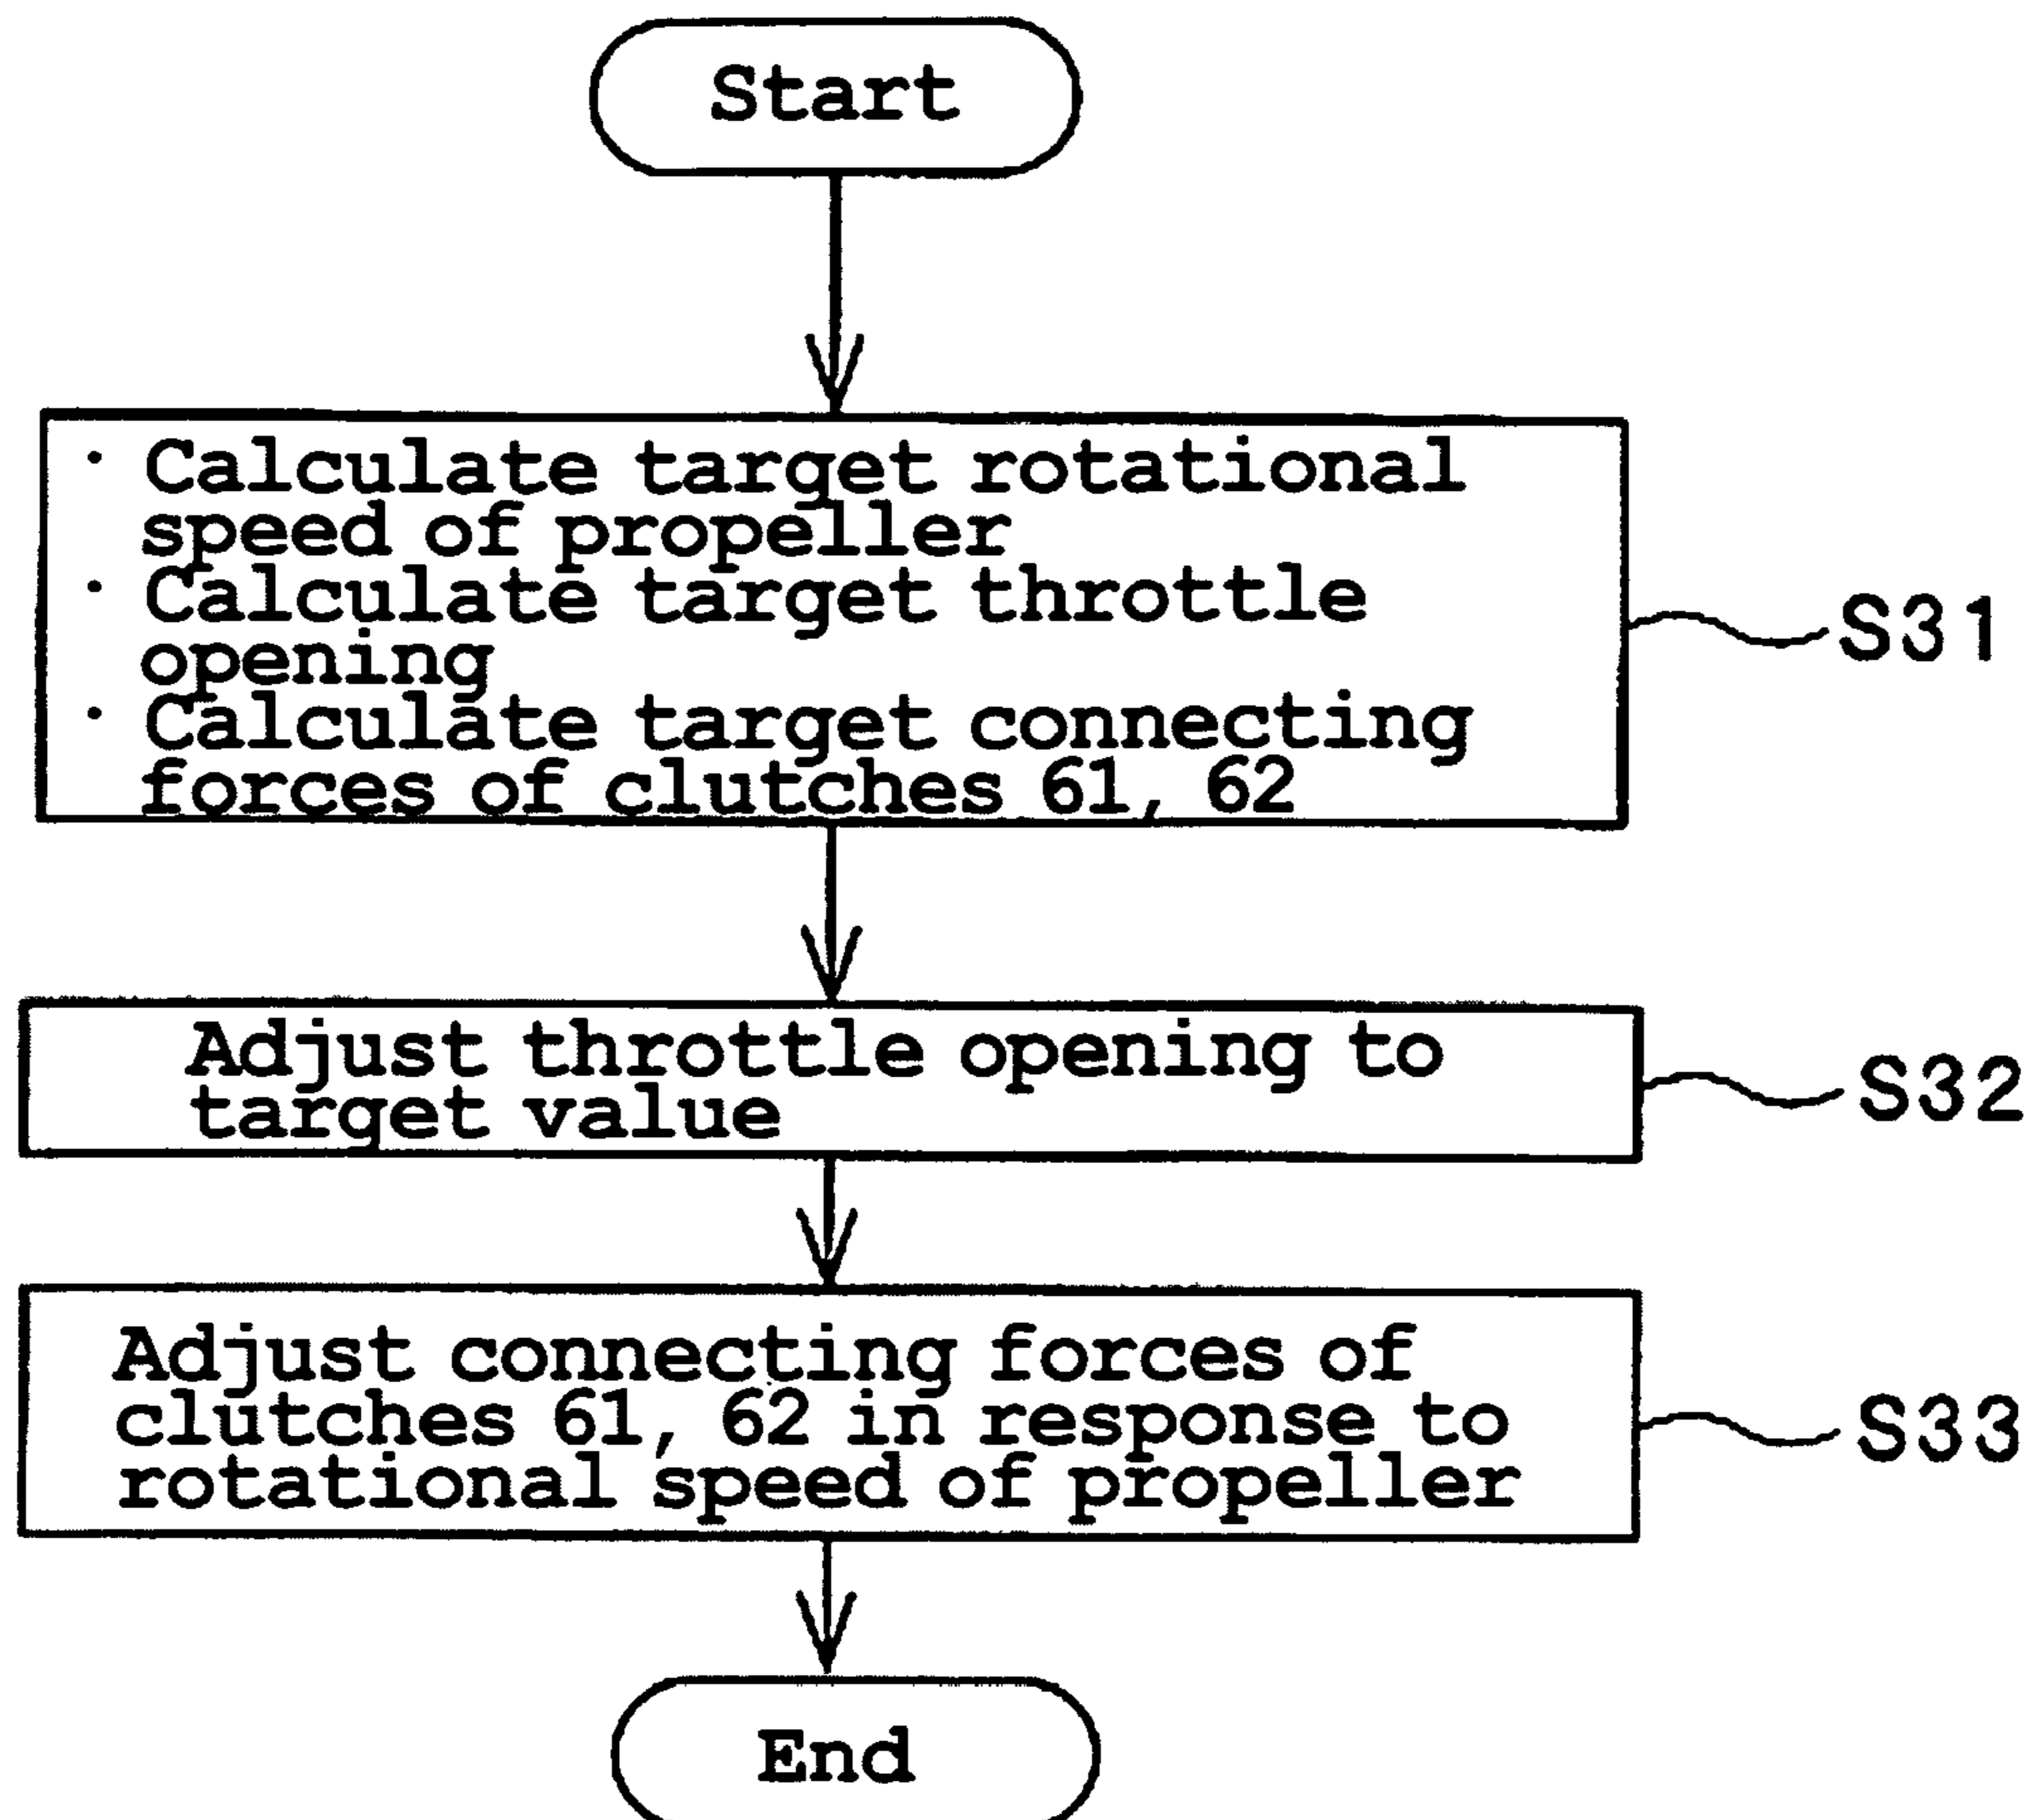 Start
· Calculate target rotational
speed of propeller
· Calculate target throttle
opening
· Calculate target connecting
forces of clutches 61, 62
S31
Adjust throttle opening to
target value
S32
Adjust connecting forces of
clutches 61, 62 in response to
rotational speed of propeller
S33
End